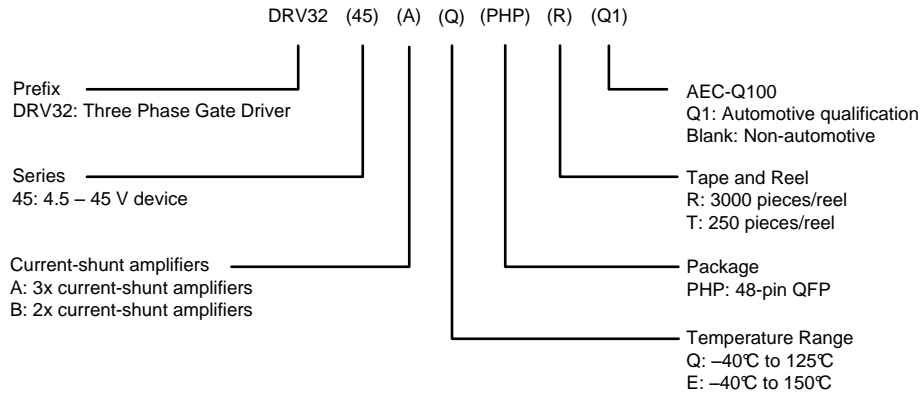 DRV32 (45) (A) (Q) (PHP) (R) (Q1)
Prefix
DRV32: Three Phase Gate Driver
Series
45: 4.5 – 45 V device
Current-shunt amplifiers
A: 3x current-shunt amplifiers
B: 2x current-shunt amplifiers
AEC-Q100
Q1: Automotive qualification
Blank: Non-automotive
Tape and Reel
R: 3000 pieces/reel
T: 250 pieces/reel
Package
PHP: 48-pin QFP
Temperature Range
Q: –40℃ to 125℃
E: –40℃ to 150℃